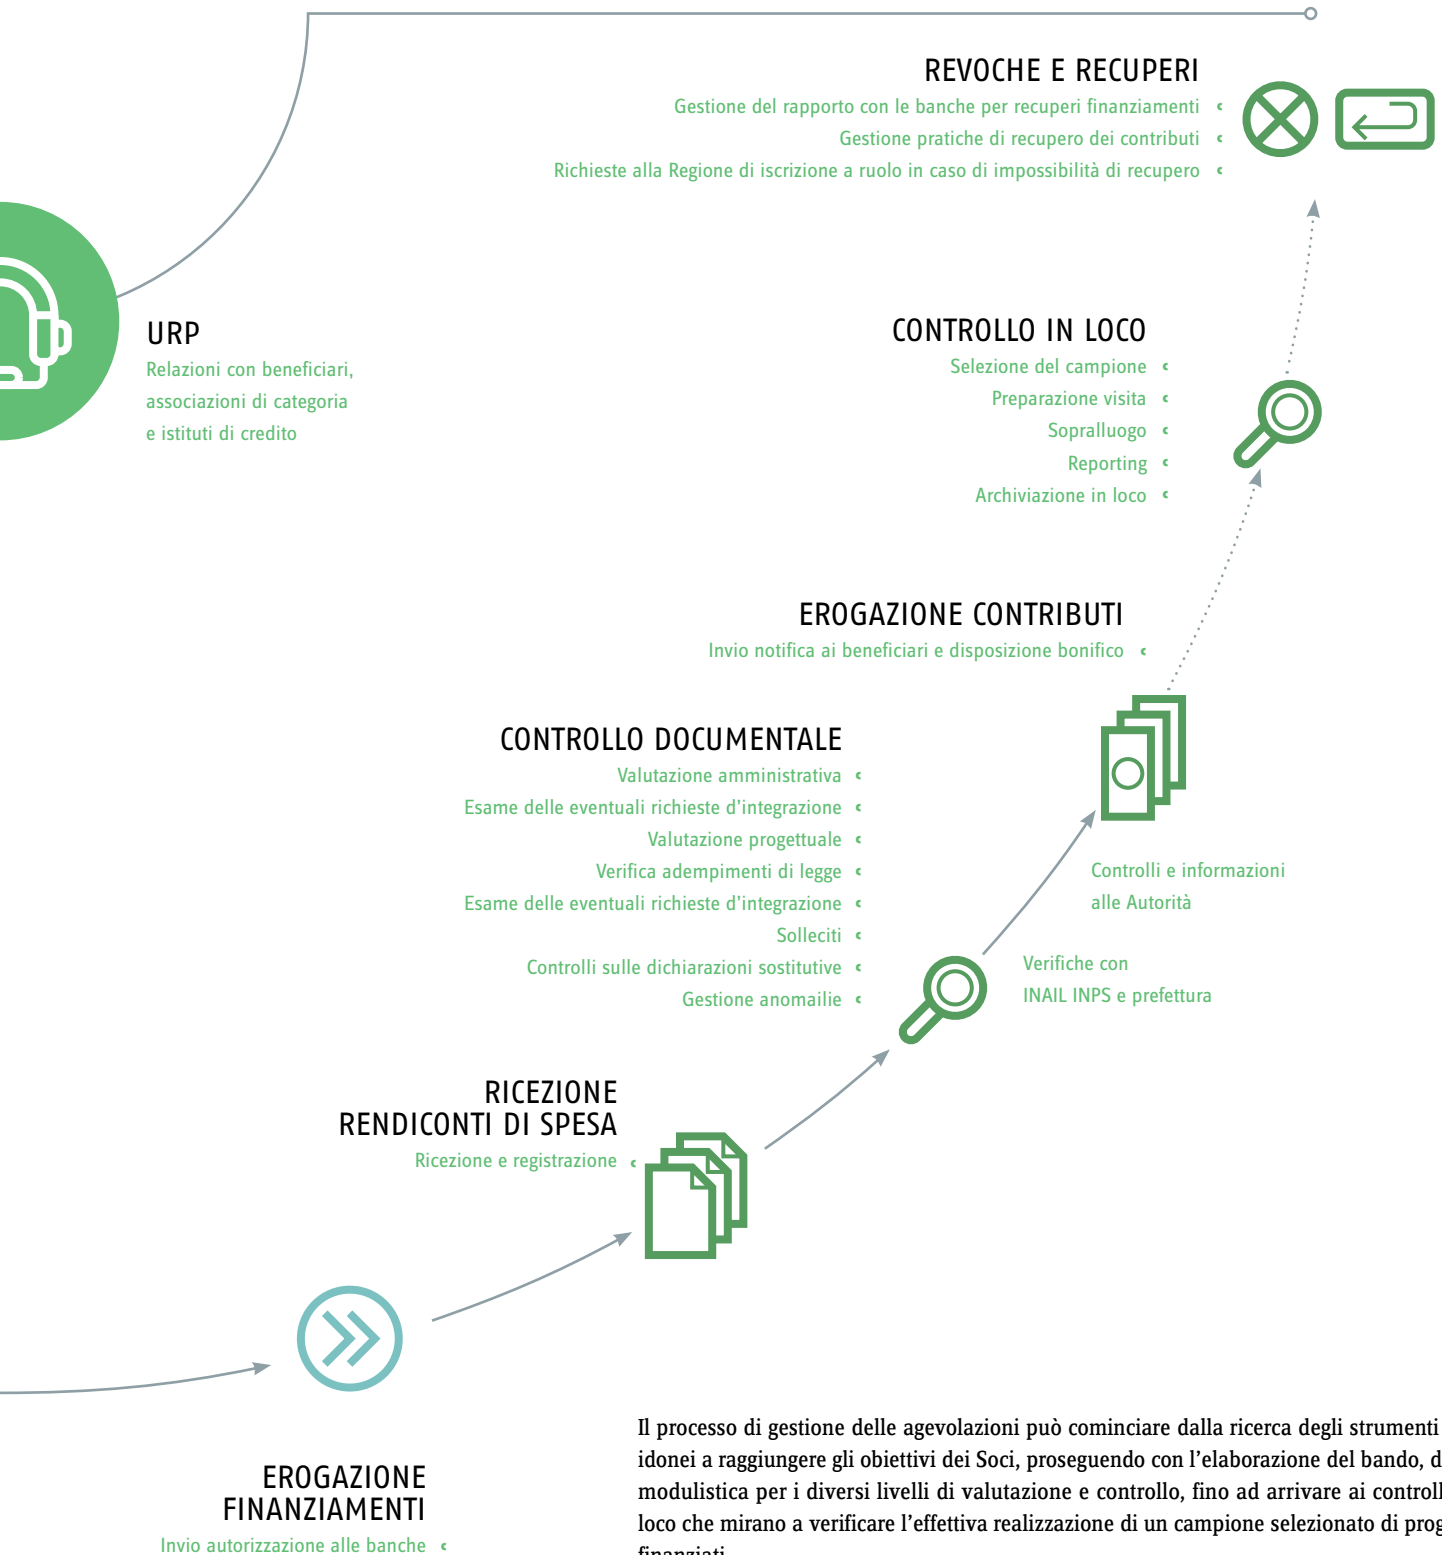 REVOCHE E RECUPERI
Gestione del rapporto con le banche per recuperi finanziamenti
Gestione pratiche di recupero dei contributi
Richieste alla Regione di iscrizione a ruolo in caso di impossibilità di recupero
URP
Relazioni con beneficiari,
associazioni di categoria
e istituti di credito
CONTROLLO IN LOCO
Selezione del campione
Preparazione visita
Sopralluogo
Reporting
Archiviazione in loco
EROGAZIONE CONTRIBUTI
Invio notifica ai beneficiari e disposizione bonifico
CONTROLLO DOCUMENTALE
Valutazione amministrativa
Esame delle eventuali richieste d'integrazione
Valutazione progettuale
Verifica adempimenti di legge
Esame delle eventuali richieste d'integrazione
Solleciti
Controlli sulle dichiarazioni sostitutive
Gestione anomailie
Controlli e informazioni
alle Autorità
Verifiche con
INAIL INPS e prefettura
RICEZIONE
RENDICONTI DI SPESA
Ricezione e registrazione
EROGAZIONE
FINANZIAMENTI
Invio autorizzazione alle banche
Il processo di gestione delle agevolazioni può cominciare dalla ricerca degli strumenti
idonei a raggiungere gli obiettivi dei Soci, proseguendo con l'elaborazione del bando,
modulistica per i diversi livelli di valutazione e controllo, fino ad arrivare ai
loco che mirano a verificare l'effettiva realizzazione di un campione selezionato di
finanziati